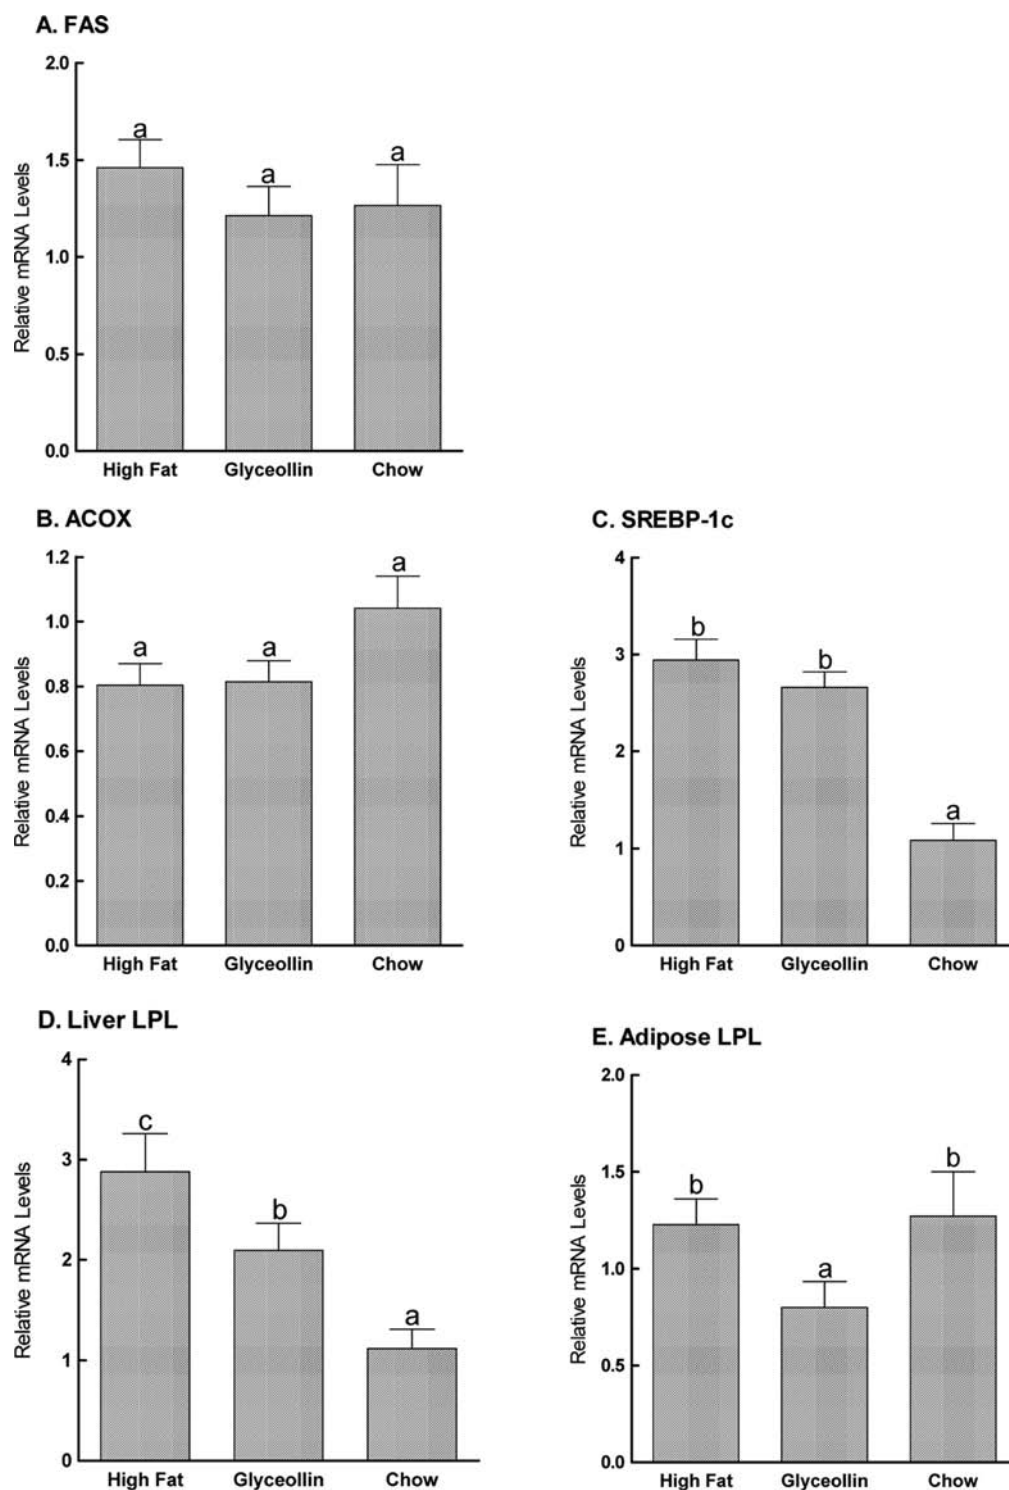 A. FAS
2.0
1.5
1.0
0.5
0.0
Relative mRNA Levels
a
a
a
High Fat
Glyceollin
Chow
B. ACOX
1.2
1.0
0.8
0.6
0.4
0.2
0.0
Relative mRNA Levels
a
a
a
High Fat
Glyceollin
Chow
C. SREBP-1c
4
3
2
1
0
Relative mRNA Levels
b
b
a
High Fat
Glyceollin
Chow
D. Liver LPL
4
3
2
1
0
Relative mRNA Levels
c
b
a
High Fat
Glyceollin
Chow
E. Adipose LPL
2.0
1.5
1.0
0.5
0.0
Relative mRNA Levels
b
a
b
High Fat
Glyceollin
Chow